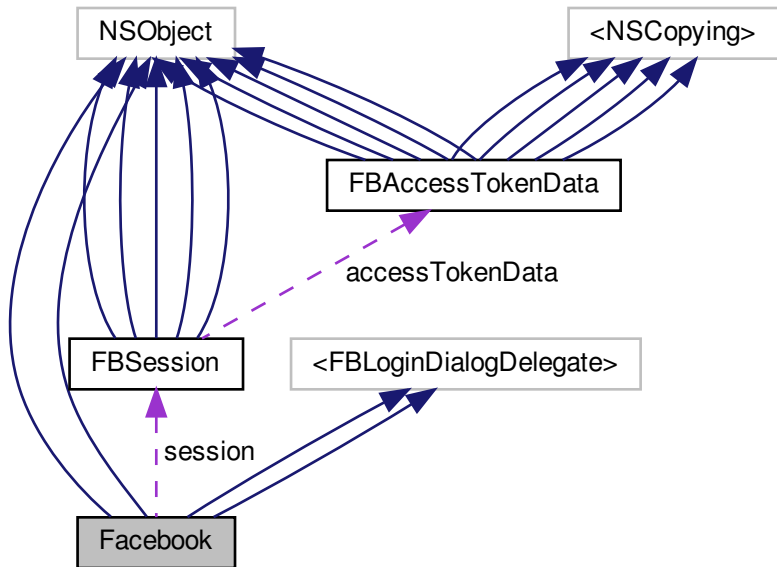 NSObject
<NSCopying>
FBAccessTokenData
accessTokenData
FBSession
<FBLoginDialogDelegate>
session
Facebook